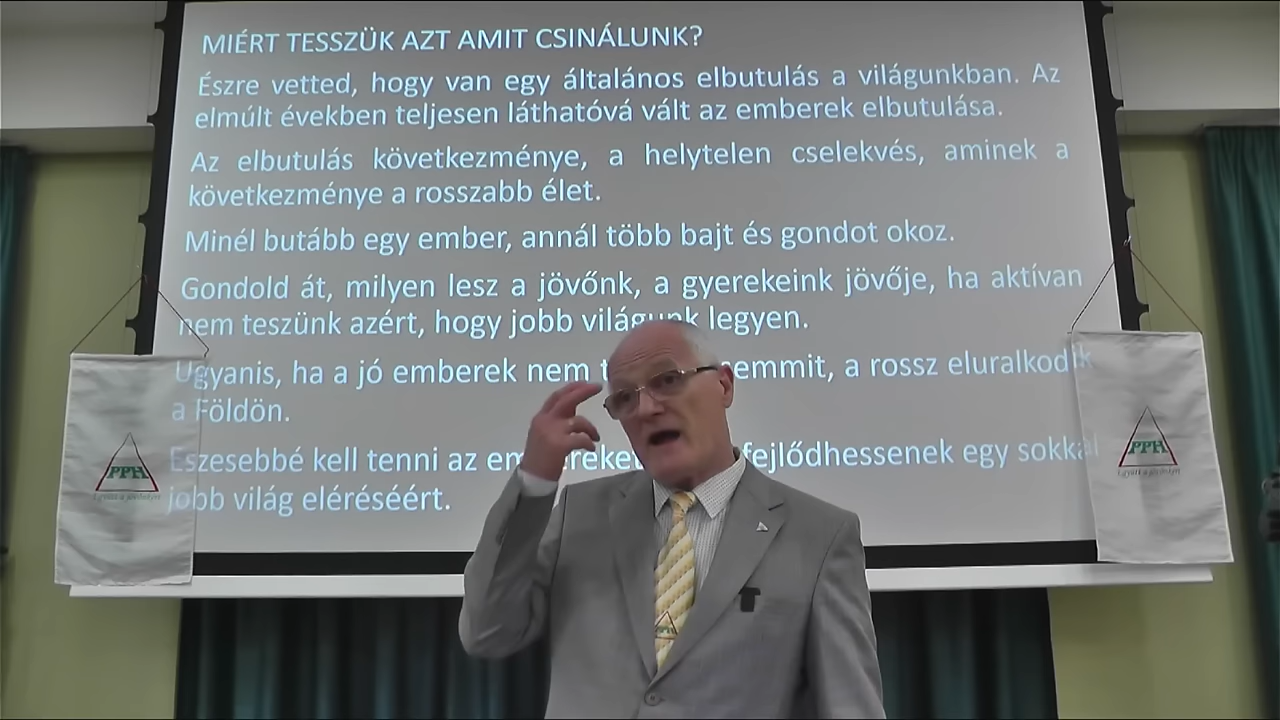 MIÉRT TESSZÜK AZT AMIT CSINÁLUNK?
Észre vetted, hogy van egy általános elbutulás a világunkban. Az
elmúlt években teljesen láthatóvá vált az emberek elbutulása.
Az elbutulás következménye, a helytelen cselekvés, aminek a
következménye a rosszabb élet.
Minél butább egy ember, annál több bajt és gondot okoz.
Gondold át, milyen lesz a jövőnk, a gyerekeink jövője, ha aktívan
nem teszünk azért, hogy jobb világunk legyen.
Ugyanis, ha a jó emberek nem emmit, a rossz eluralkodik
a Földön.
Eszesebbé kell tenni az fejlődhessenek egy sokkal
jobb világ eléréséért.
PPH
PPH
PPH